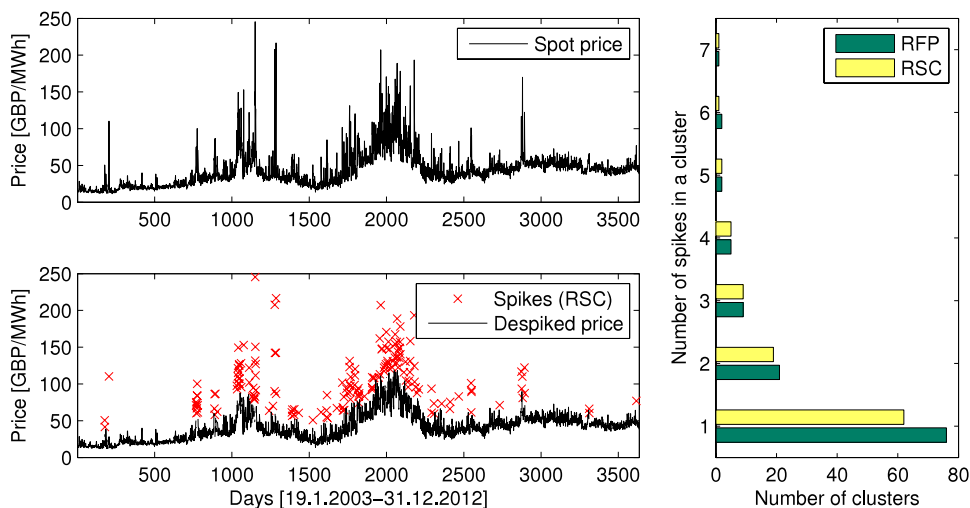 Price [GBP/MWh]
250
200
150
100
50
0
Spot price
500 1000 1500 2000 2500 3000 3500
Price [GBP/MWh]
250
200
150
100
50
0
Spikes (RSC)
Despiked price
500 1000 1500 2000 2500 3000 3500
Days [19.1.2003–31.12.2012]
Number of spikes in a cluster
7
6
5
4
3
2
1
RFP
RSC
0 20 40 60 80
Number of clusters